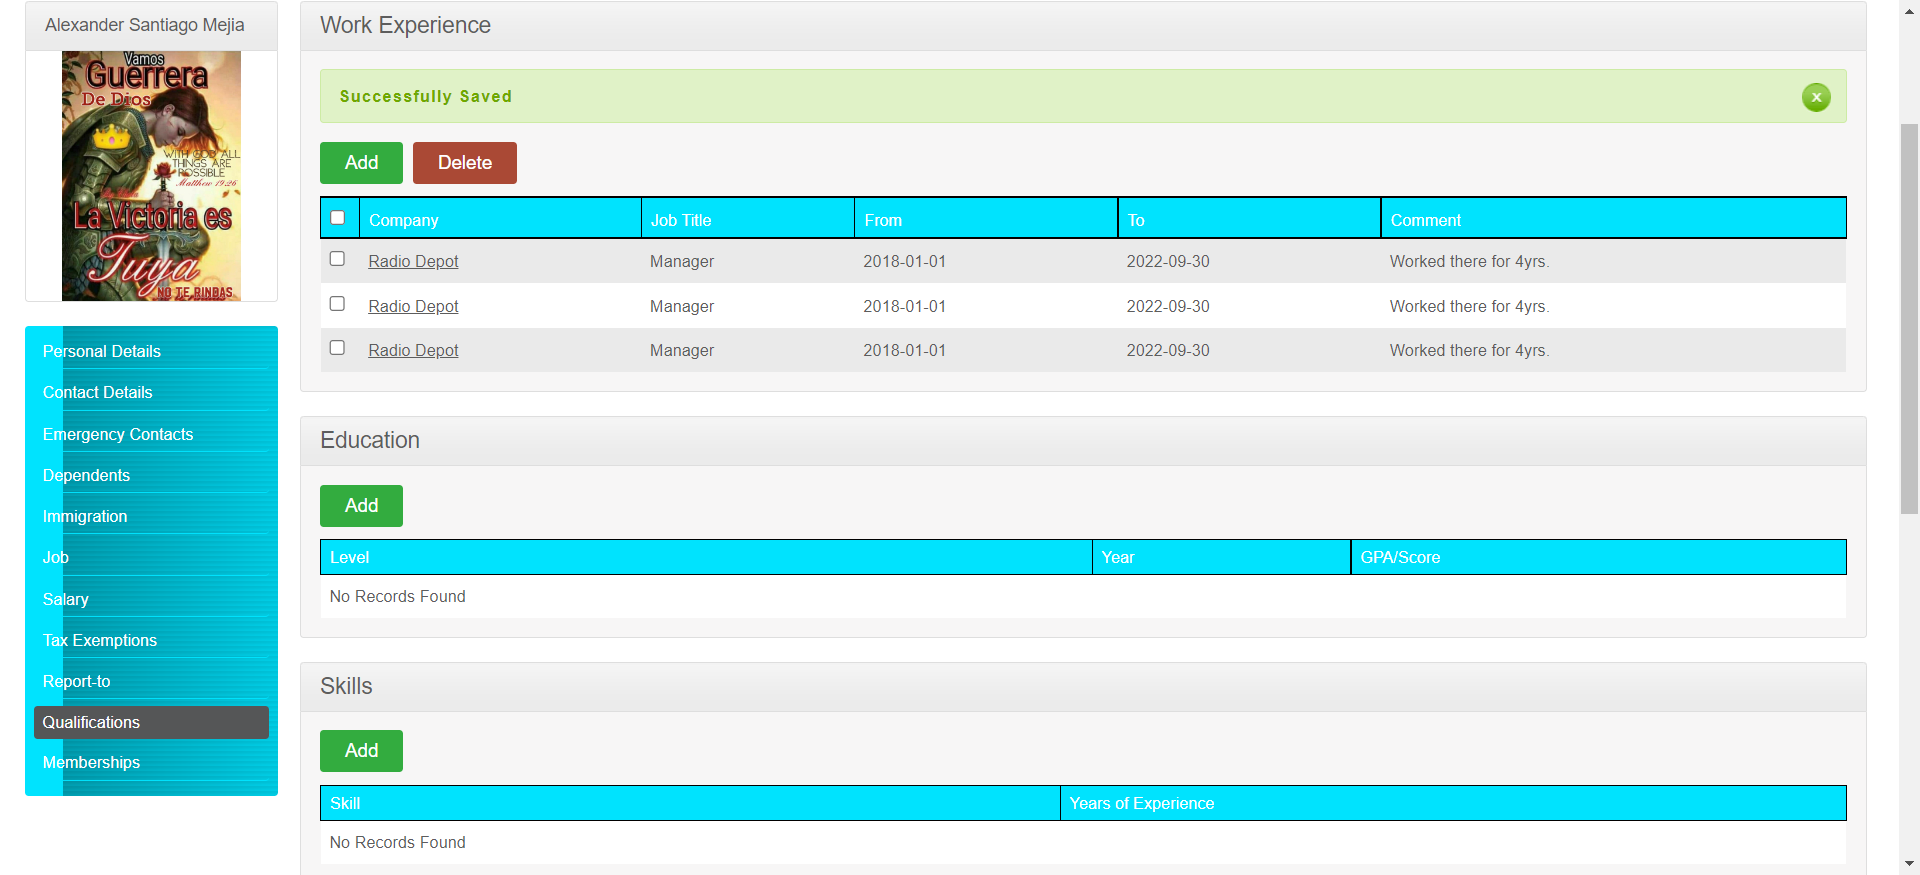 Alexander Santiago Mejia
Vamos
Guerrera
De Dios
WITH GOD ALL
THINGS ARE
POSSIBLE
Matthew 19:26
La Victoria es
Tuya
NO TE RINDAS
Personal Details
Contact Details
Emergency Contacts
Dependents
Immigration
Job
Salary
Tax Exemptions
Report-to
Qualifications
Memberships
Work Experience
Successfully Saved
x
Add Delete
Company Job Title From To Comment
Radio Depot Manager 2018-01-01 2022-09-30 Worked there for 4yrs.
Radio Depot Manager 2018-01-01 2022-09-30 Worked there for 4yrs.
Radio Depot Manager 2018-01-01 2022-09-30 Worked there for 4yrs.
Education
Add
Level Year GPA/Score
No Records Found
Skills
Add
Skill Years of Experience
No Records Found